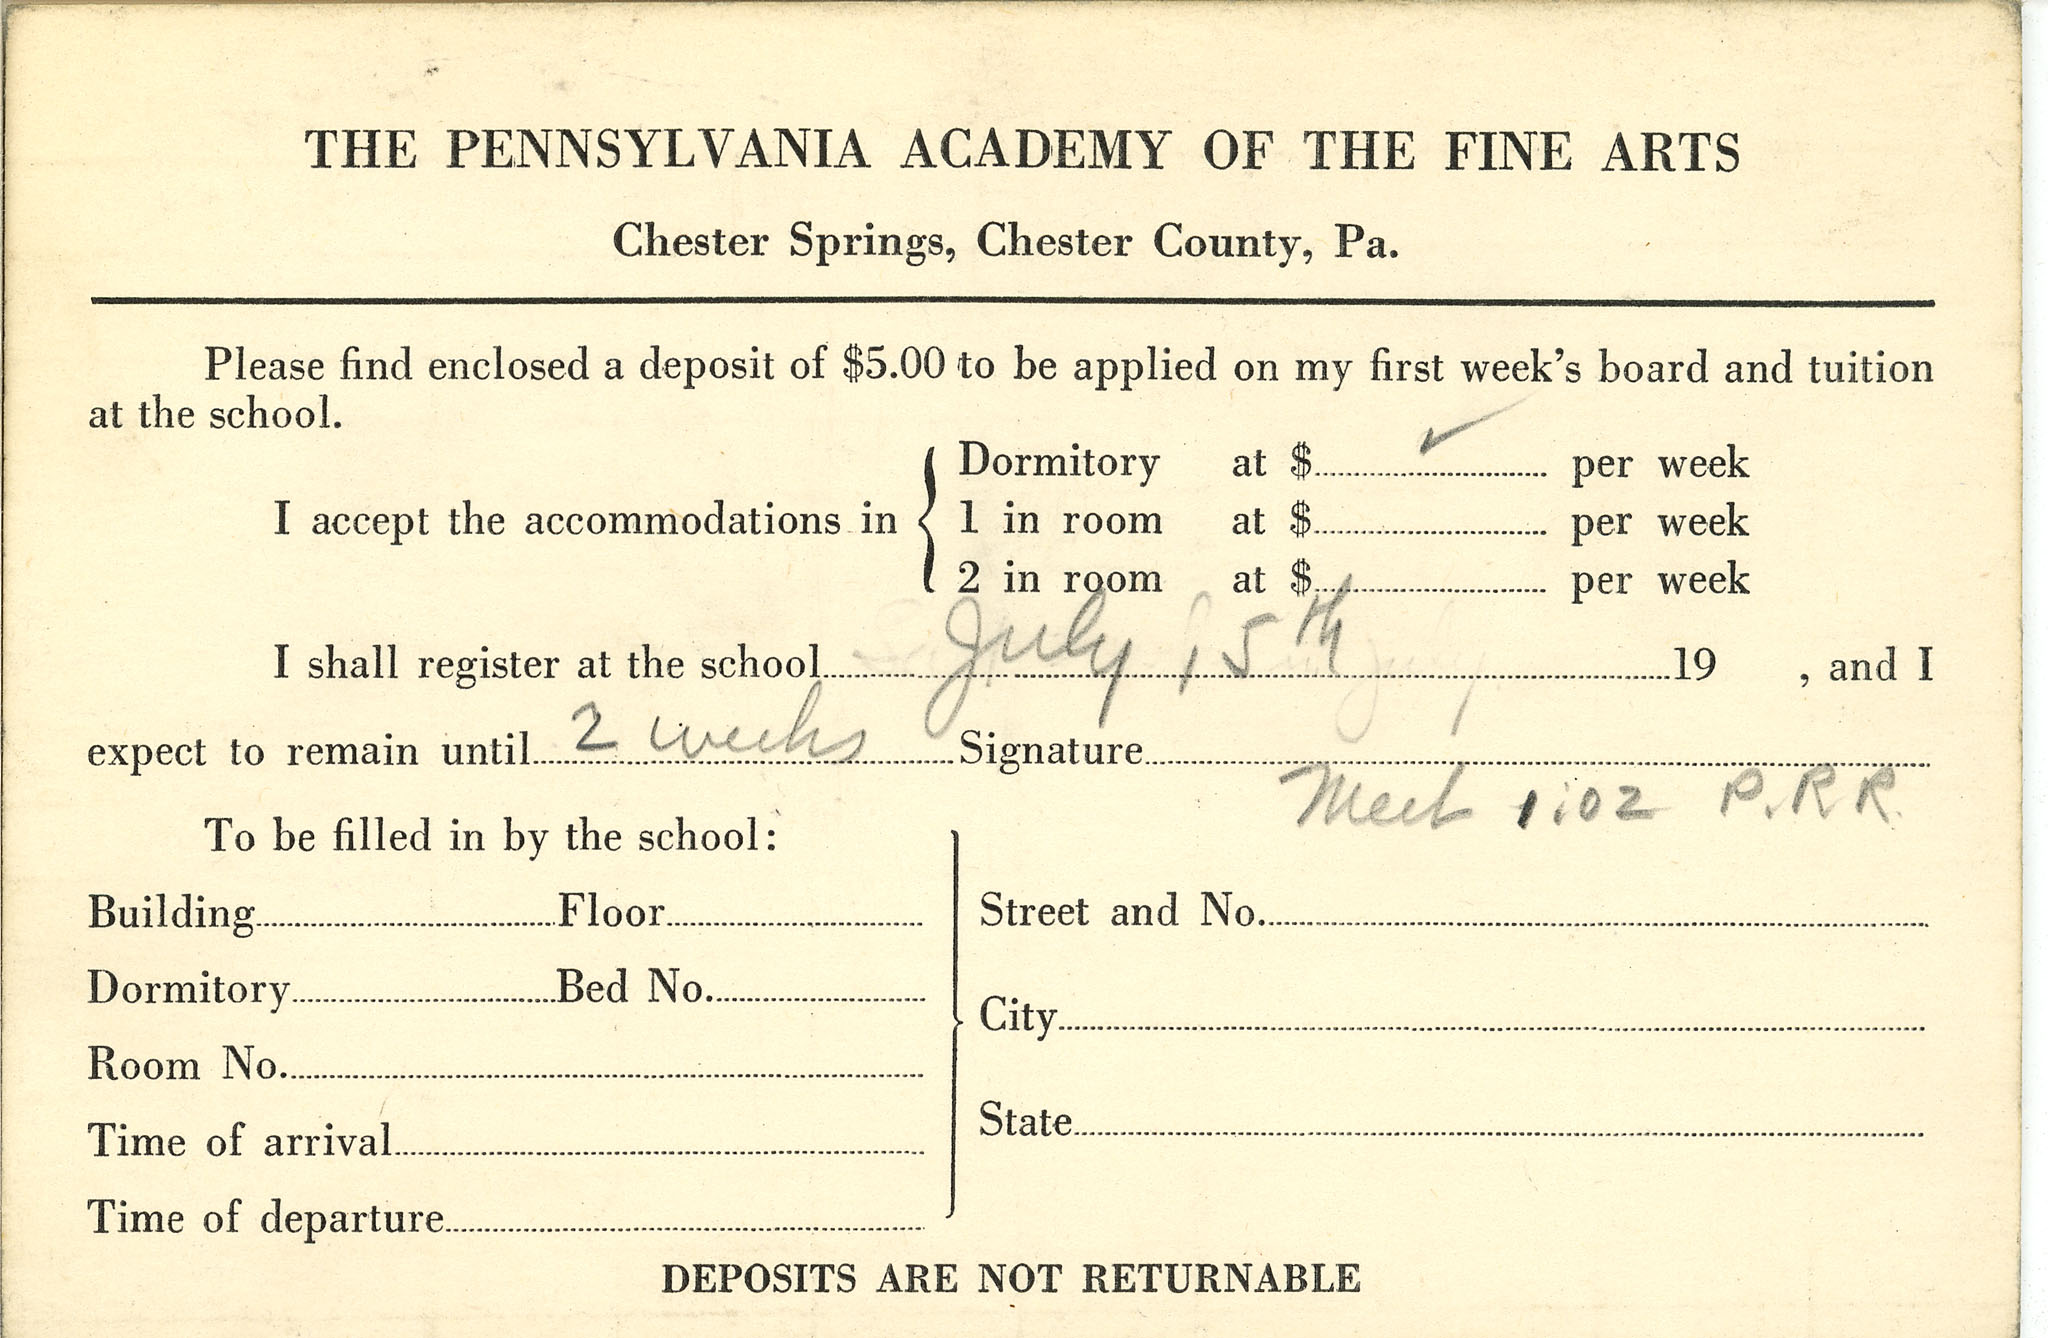 THE PENNSYLVANIA ACADEMY OF THE FINE ARTS
Chester Springs, Chester County, Pa.
Please find enclosed a deposit of $5.00 to be applied on my first week's board and tuition
at the school.
I accept the accommodations in { Dormitory at $ ✓ per week
1 in room at $ per week
2 in room at $ per week
I shall register at the school July 15th 19 , and I
expect to remain until 2 weeks Signature
Meet 1:02 P.R.R.
To be filled in by the school:
Building Floor
Dormitory Bed No.
Room No.
Time of arrival
Time of departure
Street and No.
City
State
DEPOSITS ARE NOT RETURNABLE